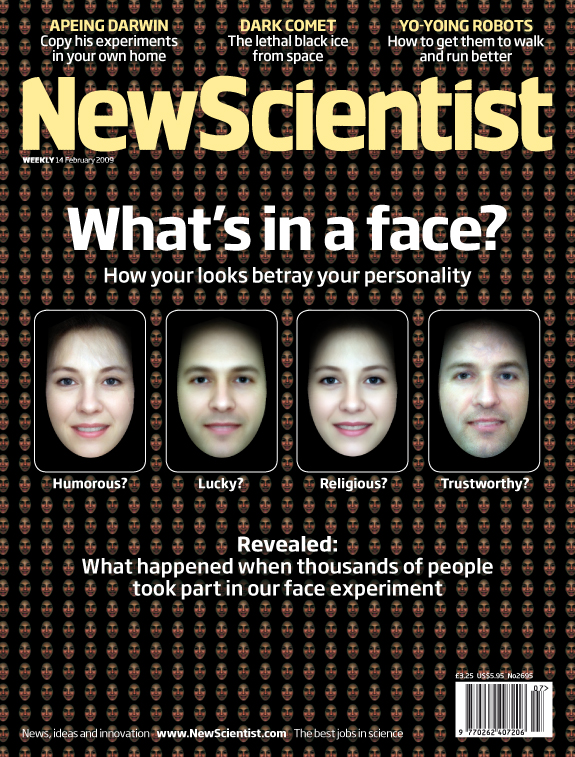 APEING DARWIN
Copy his experiments
in your own home
DARK COMET
The lethal black ice
from space
YO-YOING ROBOTS
How to get them to walk
and run better
NewScientist
WEEKLY 14 February 2009
What's in a face?
How your looks betray your personality
Humorous?
Lucky?
Religious?
Trustworthy?
Revealed:
What happened when thousands of people
took part in our face experiment
£3.25 US$5.95 No2695
07>
9 770262 407206
News, ideas and innovation www.NewScientist.com The best jobs in science